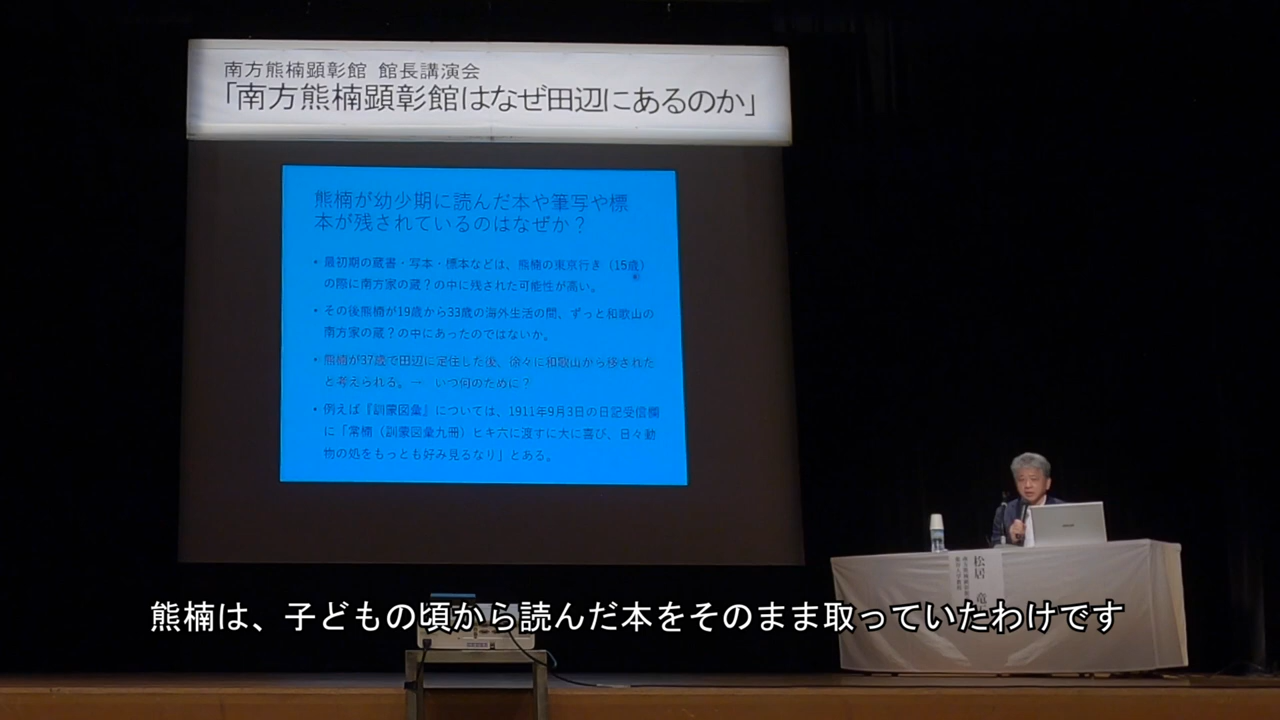 南方熊楠顕彰館 館長講演会
「南方熊楠顕彰館はなぜ田辺にあるのか」
熊楠が幼少期に読んだ本や筆写や標
本が残されているのはなぜか？
・最初期の蔵書・写本・標本などは、熊楠の東京行き（15歳）
の際に南方家の蔵？の中に残された可能性が高い。
・その後熊楠が19歳から33歳の海外生活の間、ずっと和歌山の
南方家の蔵？の中にあったのではないか。
・熊楠が37歳で田辺に定住した後、徐々に和歌山から移された
と考えられる。→　いつ何のために？
・例えば『訓蒙図彙』については、1911年9月3日の日記受信欄
に「常楠（訓蒙図彙九冊）ヒキ六に渡すに大に喜び、日々動
物の処をもっとも好み見るなり」とある。
松居
熊楠は、子どもの頃から読んだ本をそのまま取っていたわけです